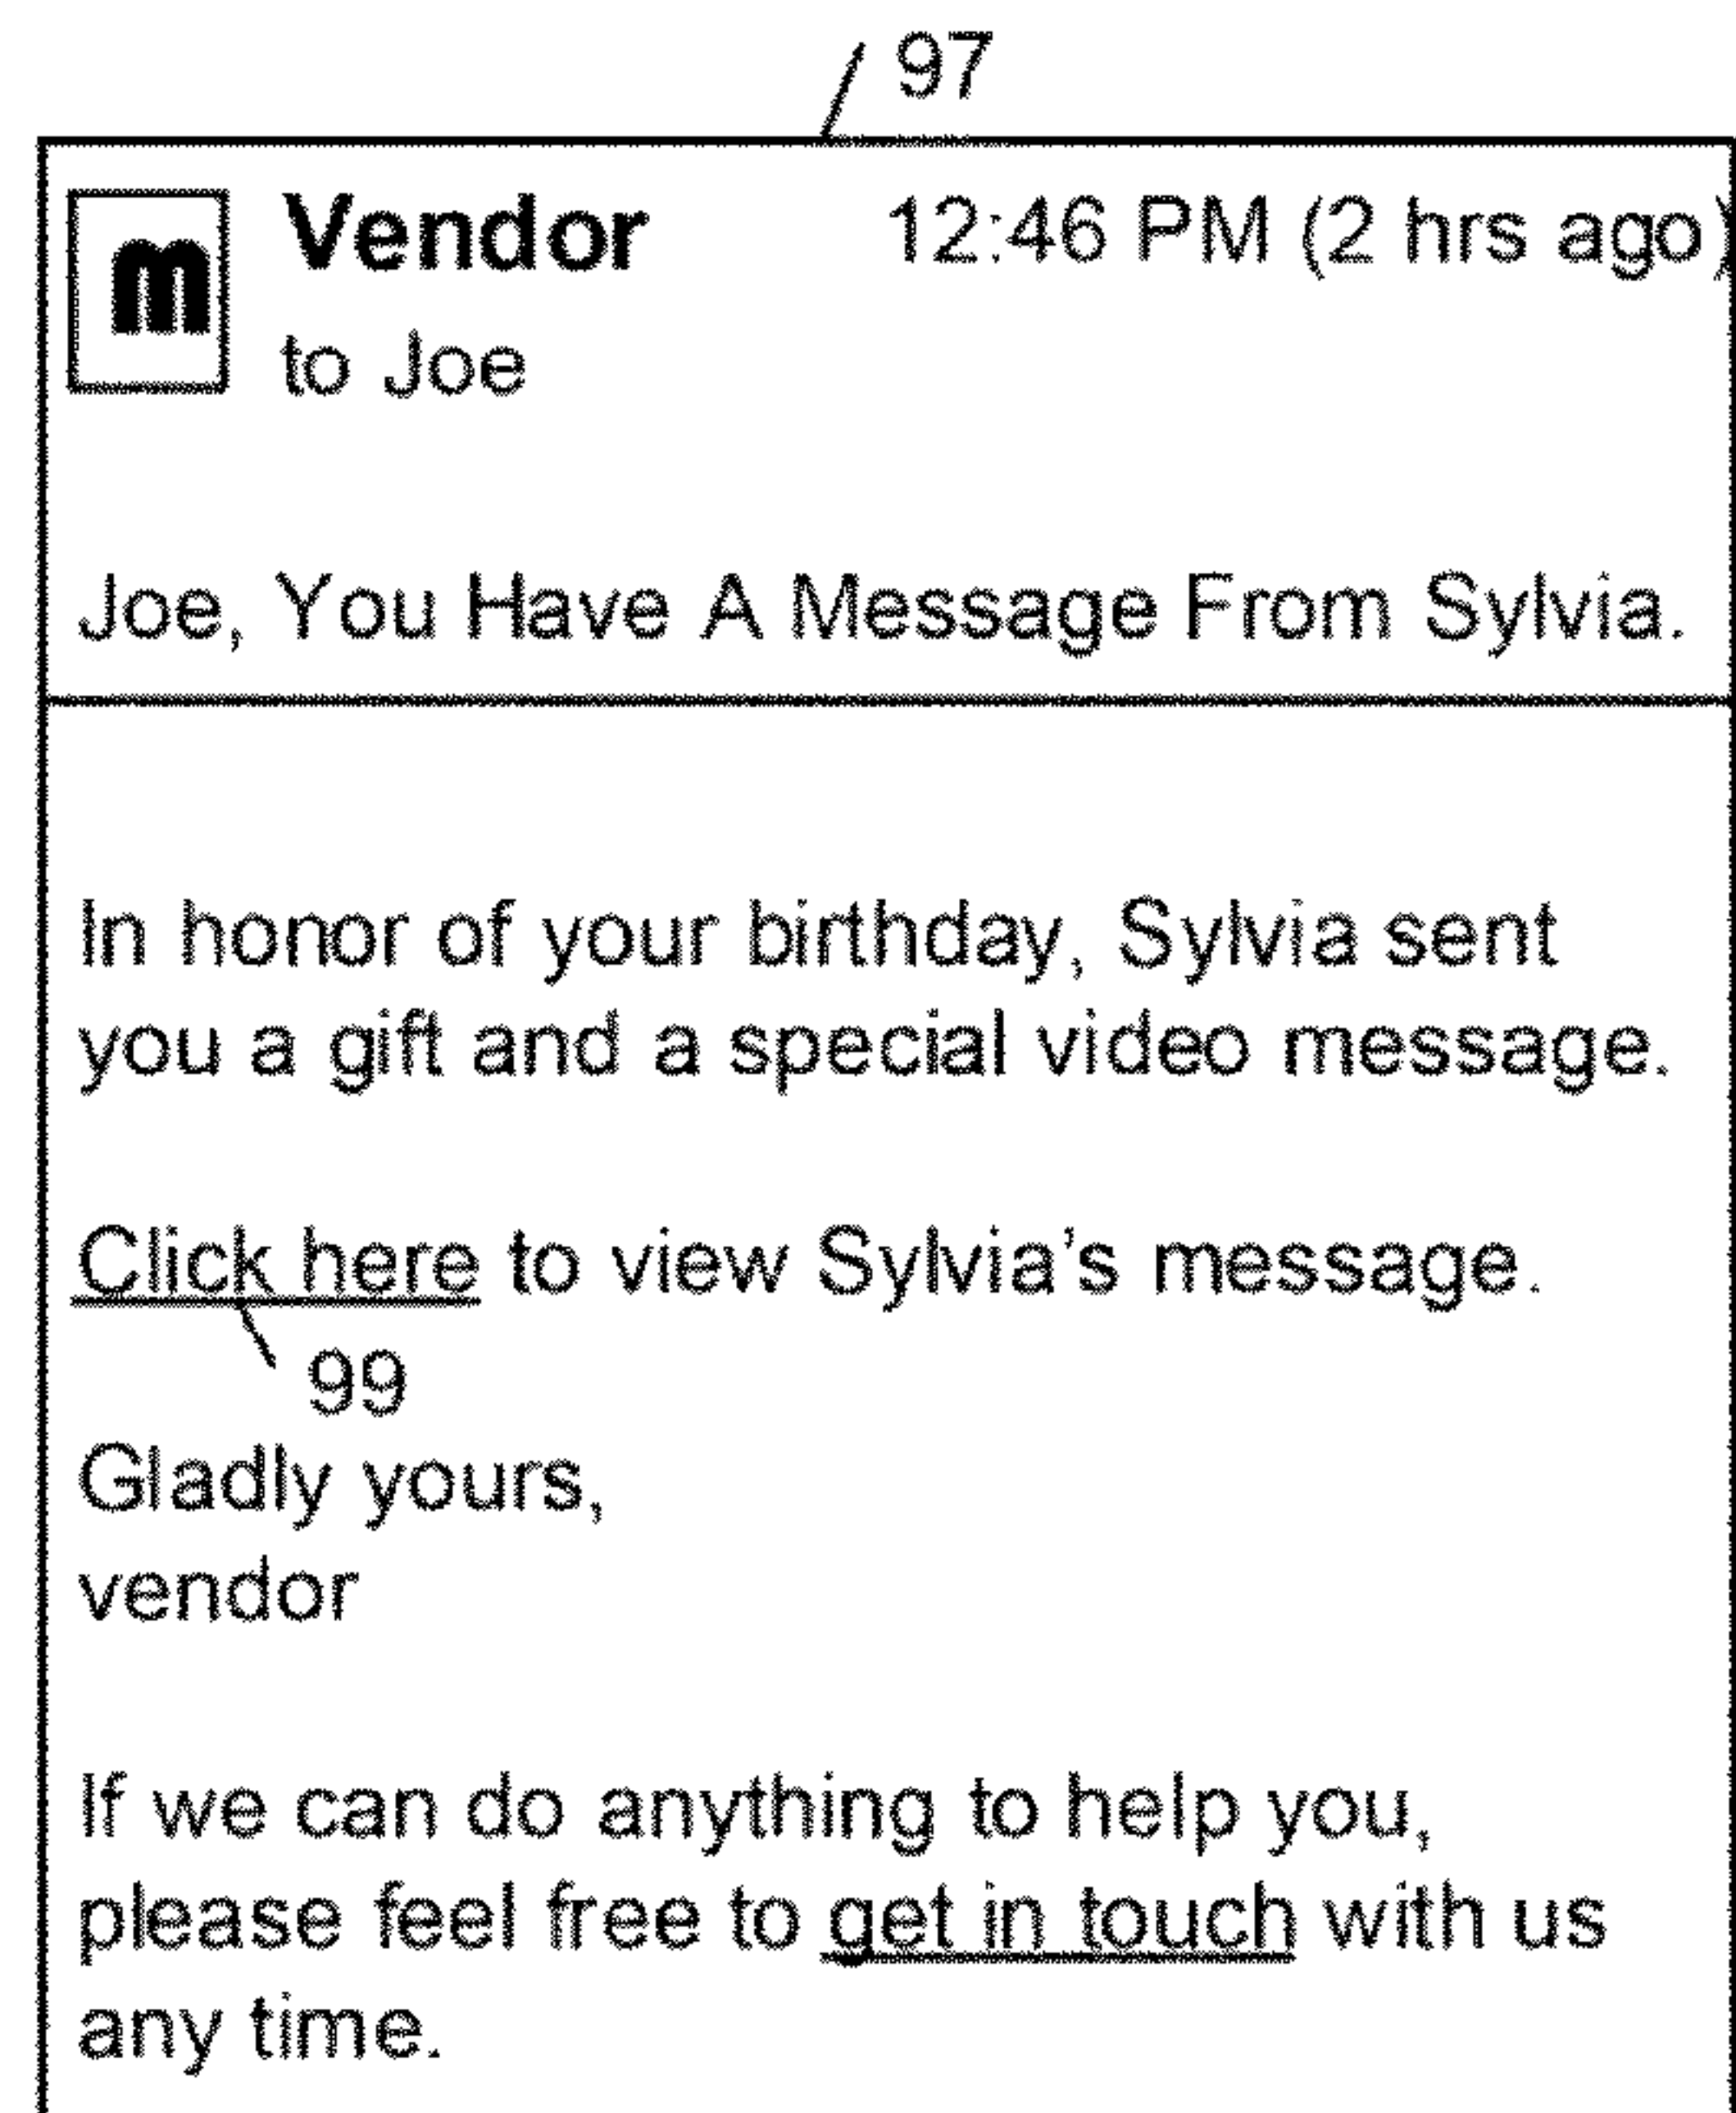 97
m Vendor 12:46 PM (2 hrs ago)
to Joe
Joe, You Have A Message From Sylvia.
In honor of your birthday, Sylvia sent
you a gift and a special video message.
Click here to view Sylvia's message.
99
Gladly yours,
vendor
If we can do anything to help you,
please feel free to get in touch with us
any time.